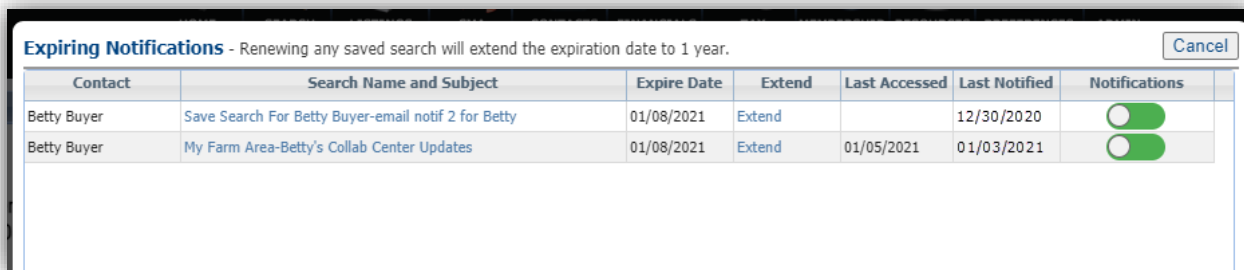 Expiring Notifications - Renewing any saved search will extend the expiration date to 1 year. Cancel
Contact Search Name and Subject Expire Date Extend Last Accessed Last Notified Notifications
Betty Buyer Save Search For Betty Buyer-email notif 2 for Betty 01/08/2021 Extend 12/30/2020
Betty Buyer My Farm Area-Betty's Collab Center Updates 01/08/2021 Extend 01/05/2021 01/03/2021